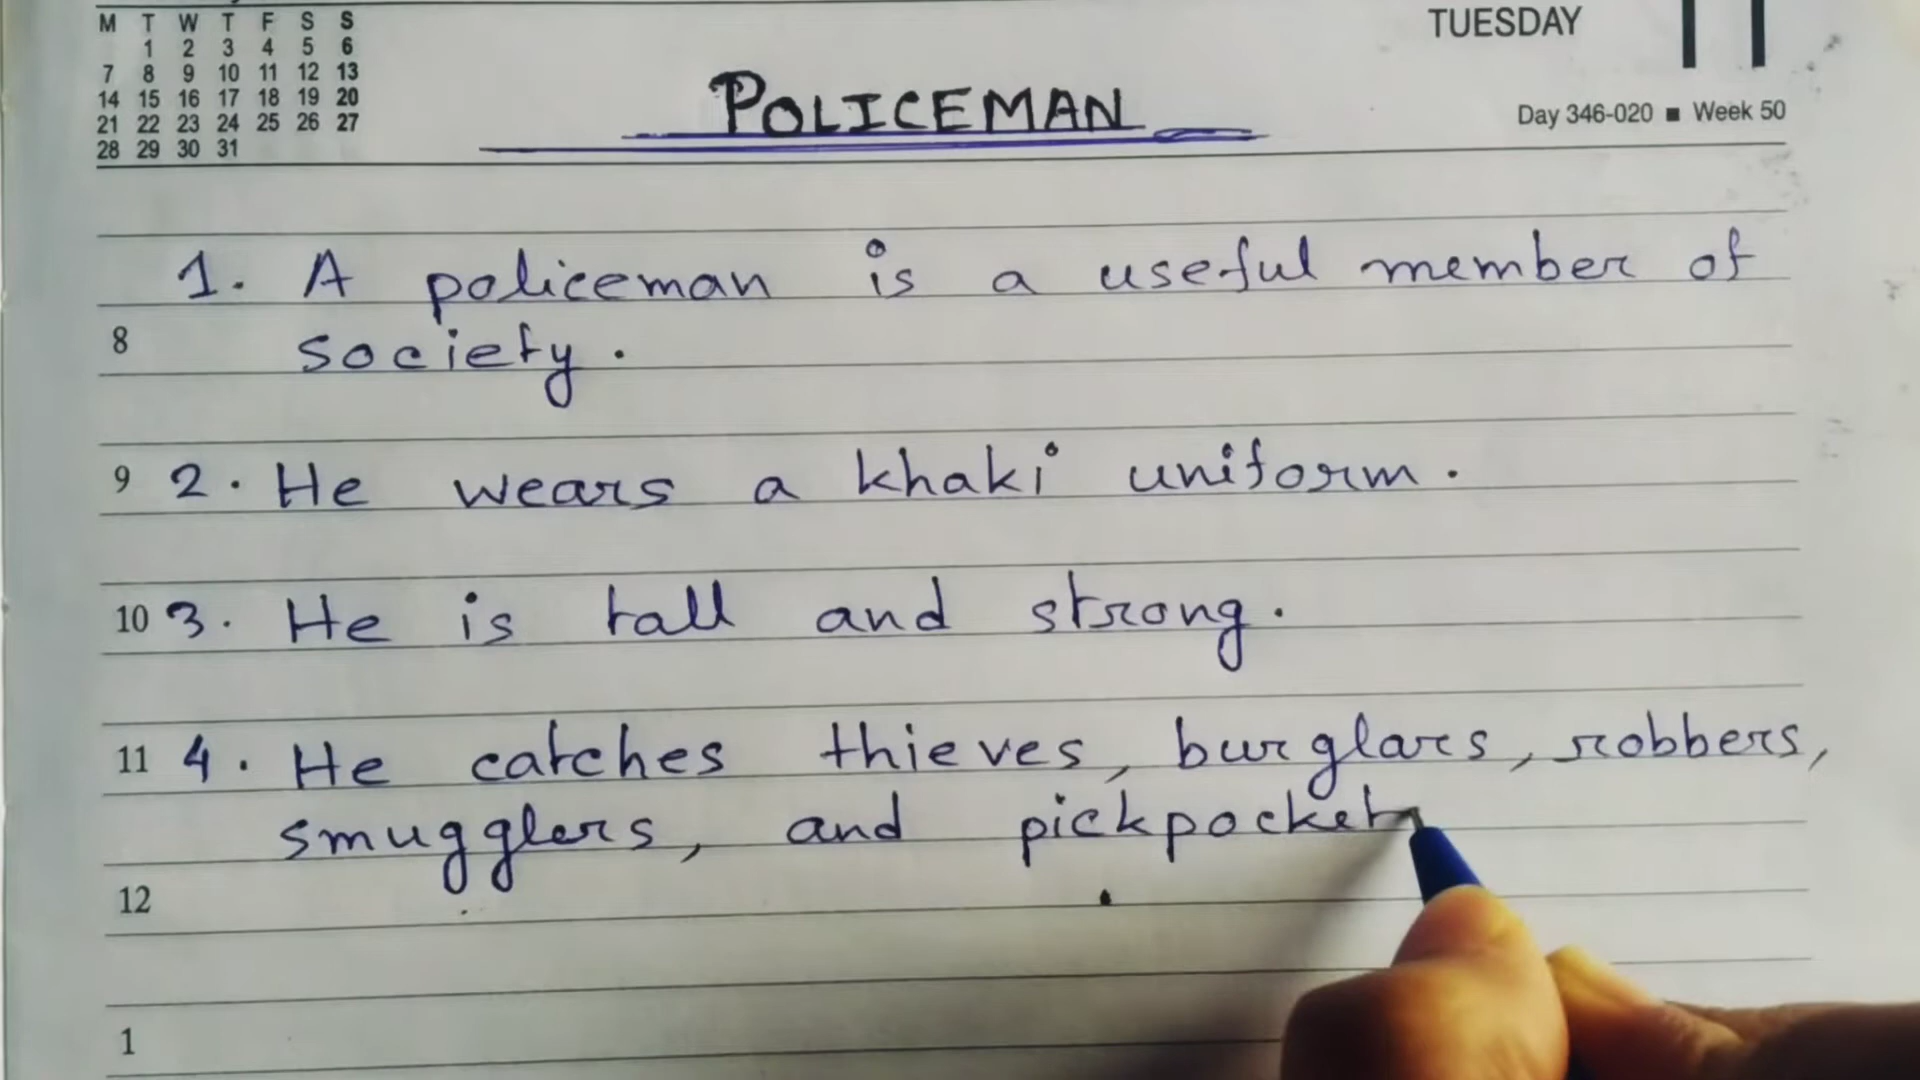 M T W T F S S
1 2 3 4 5 6
7 8 9 10 11 12 13
14 15 16 17 18 19 20
21 22 23 24 25 26 27
28 29 30 31
TUESDAY
Day 346-020 ■ Week 50
POLICEMAN
1. A policeman is a useful member of
8 society.
9 2. He wears a khaki uniform.
10 3. He is tall and strong.
11 4. He catches thieves, burglars, robbers,
smugglers, and pickpocket
12
1